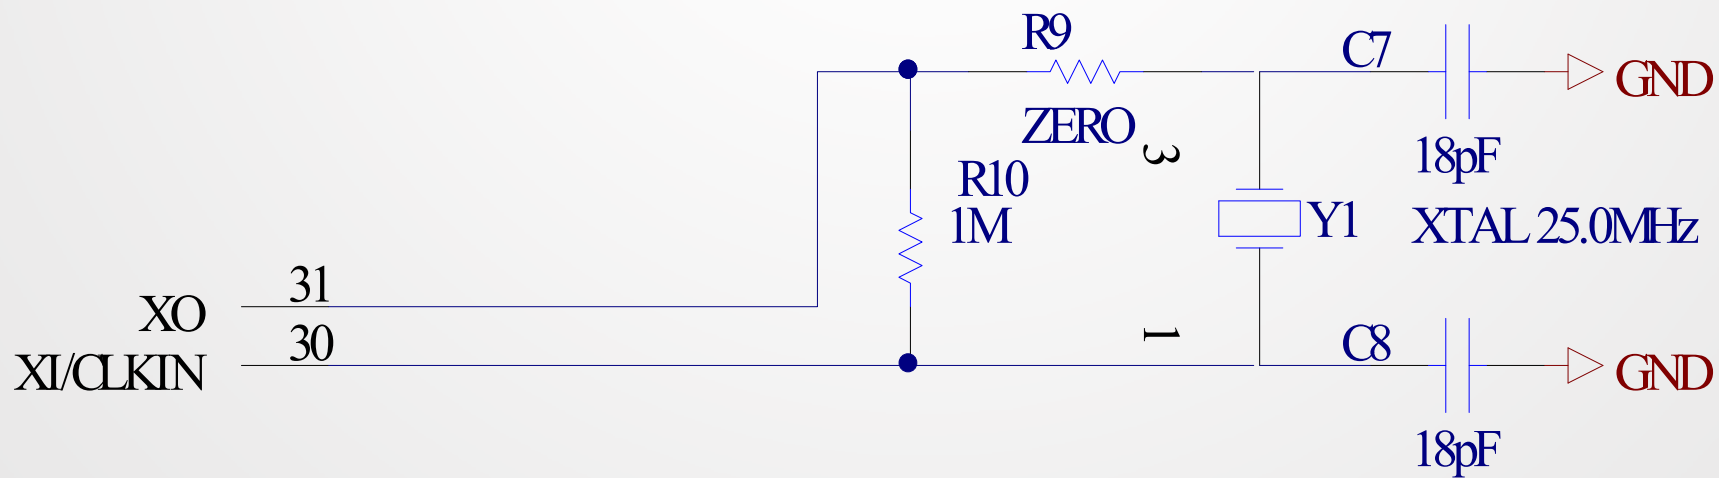 R9
C7
GND
ZERO
3
18pF
R10
1M
Y1
XTAL 25.0MHz
31
XO
30
XI/CLKIN
1
C8
GND
18pF